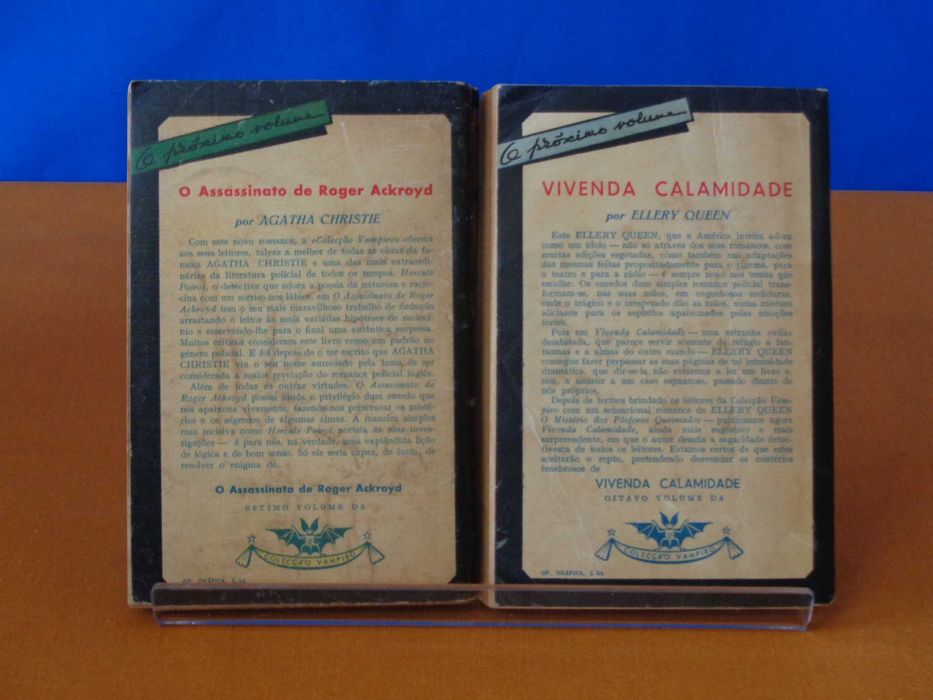 O próximo volume
O Assassinato de Roger Ackroyd
por AGATHA CHRISTIE
Com este novo romance, a «Colecção Vampiro» oferece
aos seus leitores, talvez a melhor de todas as obras da fa-
mosa AGATHA CHRISTIE e uma das mais extraordi-
nárias da literatura policial de todos os tempos. Hercule
Poirot, o detective que adora a poesia da natureza e racio-
cina com um sorriso nos lábios, em O Assassinato de Roger
Ackroyd tem o seu mais maravilhoso trabalho de dedução
arrastando o leitor às mais variadas hipóteses de raciocí-
nio e reservando-lhe para o final uma autêntica surpresa.
Muitos críticos consideram este livro como um padrão no
género policial. E foi depois de o ter escrito que AGATHA
CHRISTIE viu o seu nome aureolado pela fama de ser
considerada a maior revelação do romance policial inglês.
Além de todas as outras virtudes, O Assassinato de
Roger Ackroyd possui ainda o privilégio dum enredo que
nos apaixona vivamente, fazendo-nos perscrutar os misté-
rios e os segredos de algumas almas. A maneira simples
mas incisiva como Hercule Poirot norteia as suas inves-
tigações — é para nós, na verdade, uma explêndida lição
de lógica e de bom senso. Só ele seria capaz, de facto, de
resolver o enigma de
O Assassinato de Roger Ackroyd
SETIMO VOLUME DA
COLECÇÃO VAMPIRO
OP. GRÁFICA, L.DA
O próximo volume
VIVENDA CALAMIDADE
por ELLERY QUEEN
Este ELLERY QUEEN, que a América inteira adora
como um ídolo — não só através dos seus romances, com
muitas edições esgotadas, como também nas adaptações
das mesmas feitas propositadamente para o cinema, para
o teatro e para a rádio — é sempre novo nos temas que
escolhe. Os enredos dum simples romance policial trans-
formam-se, nas suas mãos, em engenhosas urdiduras,
onde o trágico e o inesperado dão as mãos, numa mistura
aliciante para os espíritos apaixonados pelas emoções
fortes.
Pois em Vivenda Calamidade — uma estranha «vila»
desabitada, que parece servir sòmente de refúgio a fan-
tasmas e a almas do outro mundo — ELLERY QUEEN
consegue fazer perpassar as suas páginas de tal intensidade
dramática, que dir-se-ia não estarmos a ler um livro e,
sim, a assistir a um caso espantoso, passado diante de
nós próprios.
Depois de termos brindado os leitores da Colecção Vam-
piro com um sensacional romance de ELLERY QUEEN
O Mistério dos Fósforos Queimados — publicamos agora
Vivenda Calamidade, ainda mais sugestivo e mais
surpreendente, em que o autor desafia a sagacidade detec-
tivesca de todos os leitores. Estamos certos de que estes
aceitarão o repto, pretendendo desvendar os mistérios
tenebrosos de
VIVENDA CALAMIDADE
OITAVO VOLUME DA
COLECÇÃO VAMPIRO
OP. GRÁFICA, L.DA